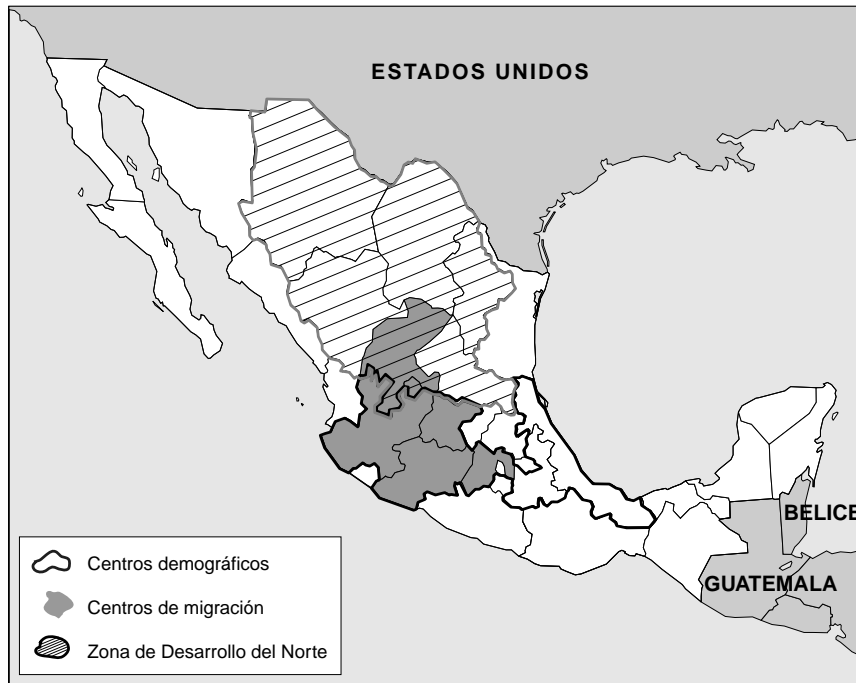 ESTADOS UNIDOS
BELICE
GUATEMALA
Centros demográficos
Centros de migración
Zona de Desarrollo del Norte